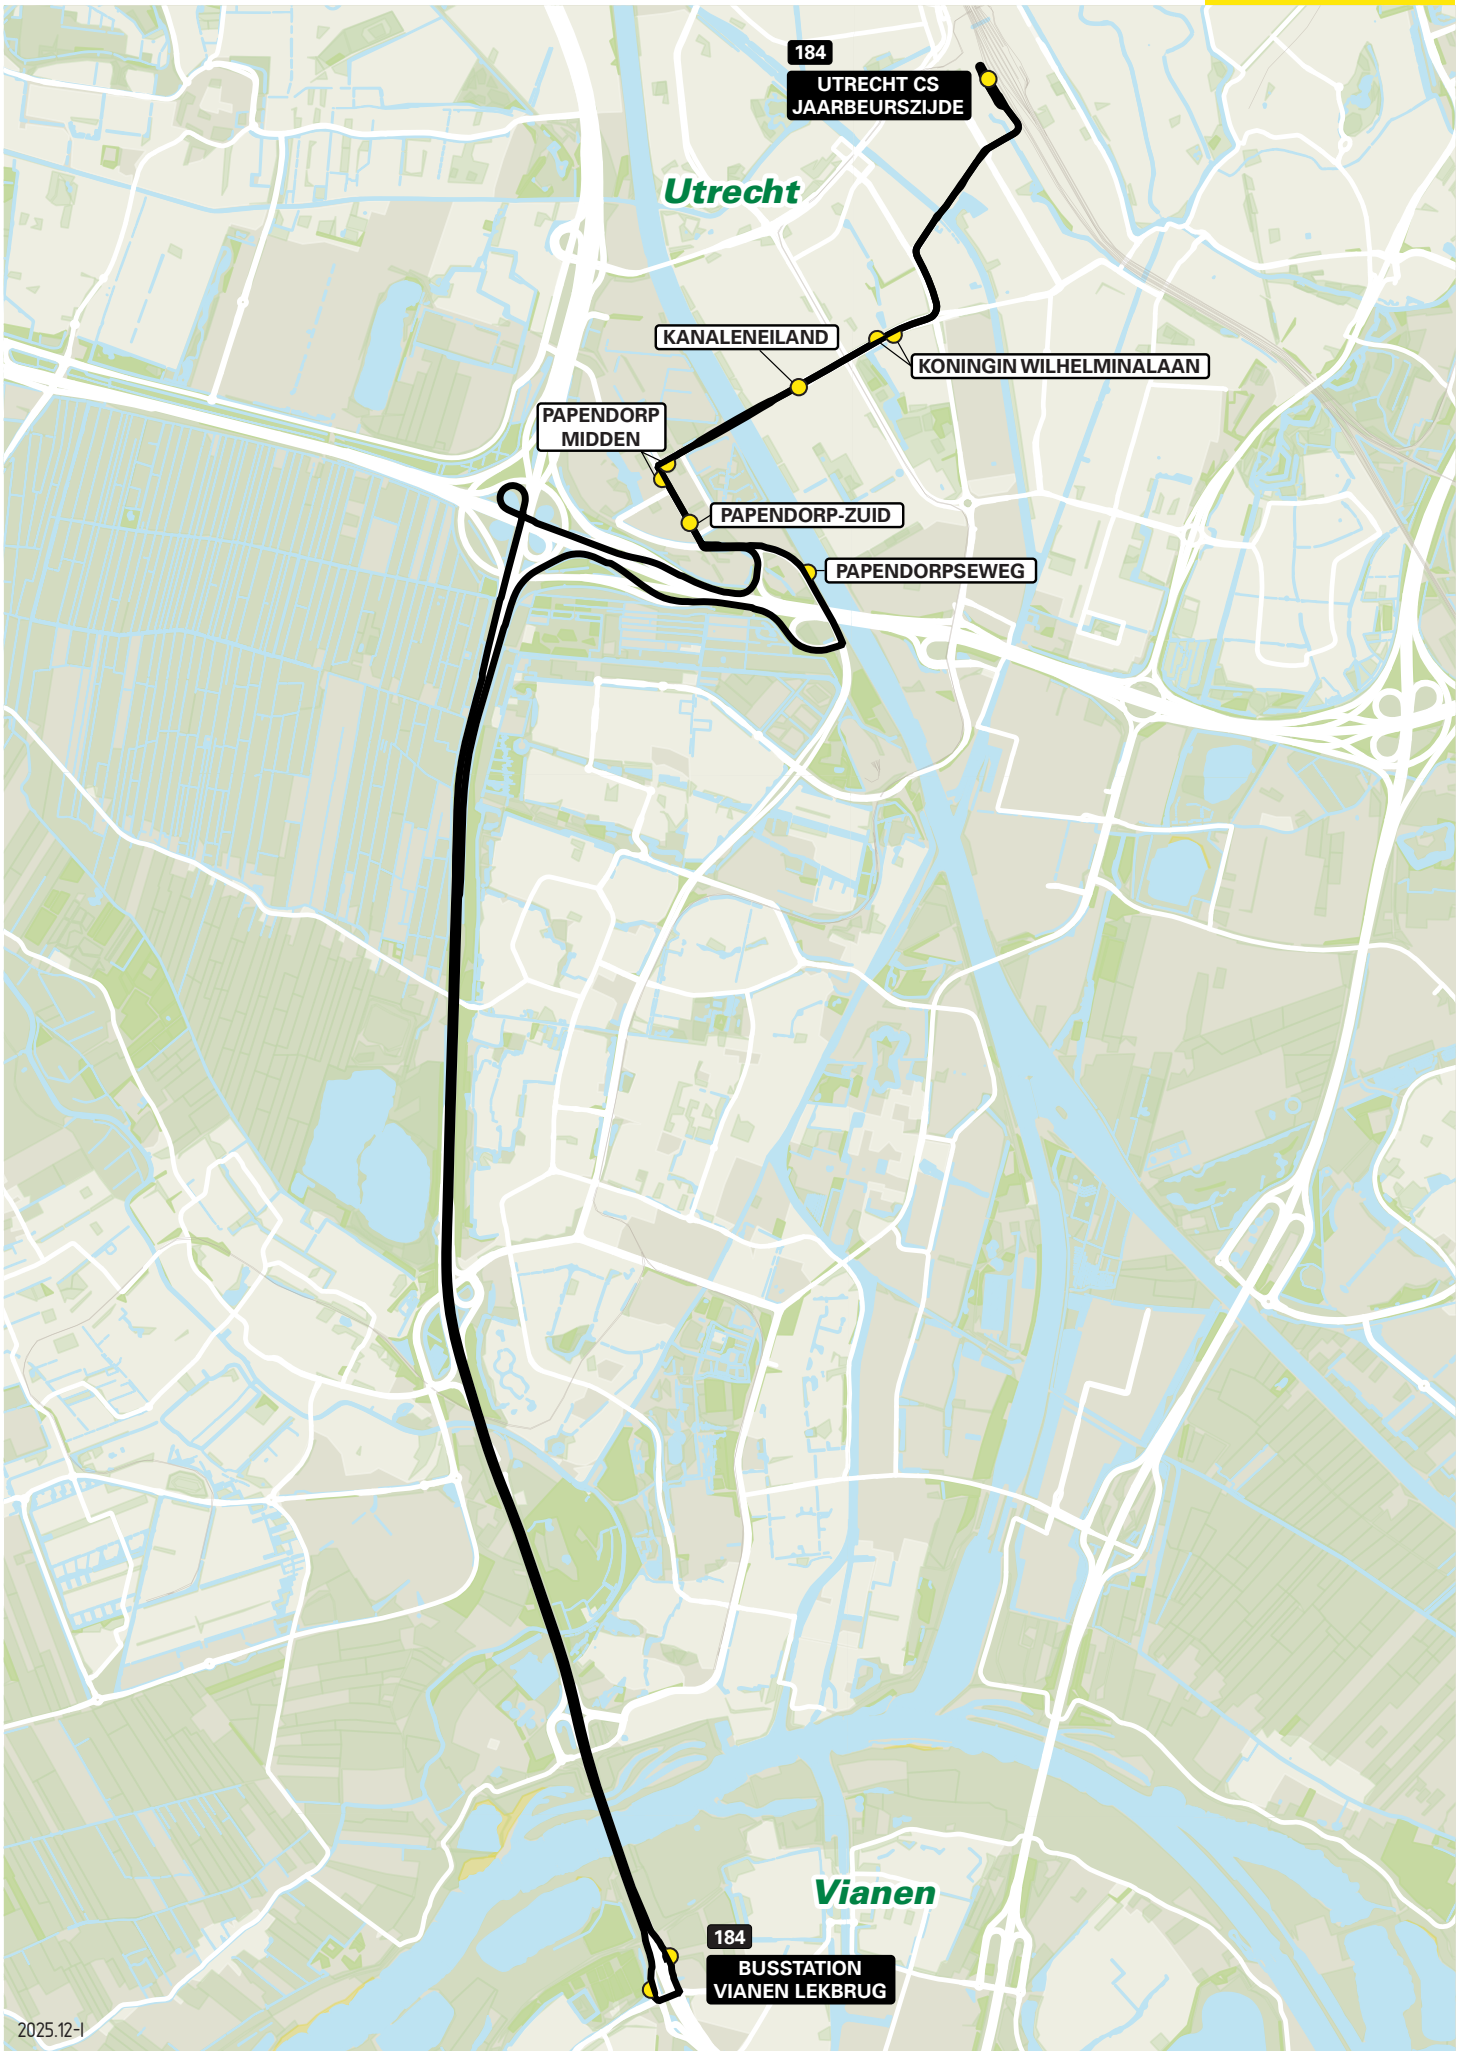 184
UTRECHT CS
JAARBEURSZIJDE
Utrecht
KANALENEILAND
KONINGIN WILHELMINALAAN
PAPENDORP
MIDDEN
PAPENDORP-ZUID
PAPENDORPSEWEG
Vianen
184
BUSSTATION
VIANEN LEKBRUG
2025.12-I